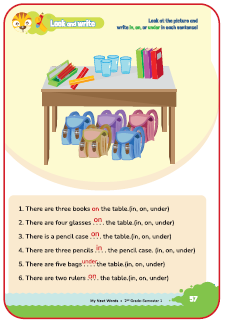 Look and write
Look at the picture and
write in, on, or under in each sentence!
1. There are three books on the table.(in, on, under)
2. There are four glasses on. the table.(in, on, under)
3. There is a pencil case on. the table.(in, on, under)
4. There are three pencils in. the pencil case. (in, on, under)
5. There are five bags under the table.(in, on, under)
6. There are two rulers on. the table.(in, on, under)
My Next Words • 2nd Grade-Semester 1
57